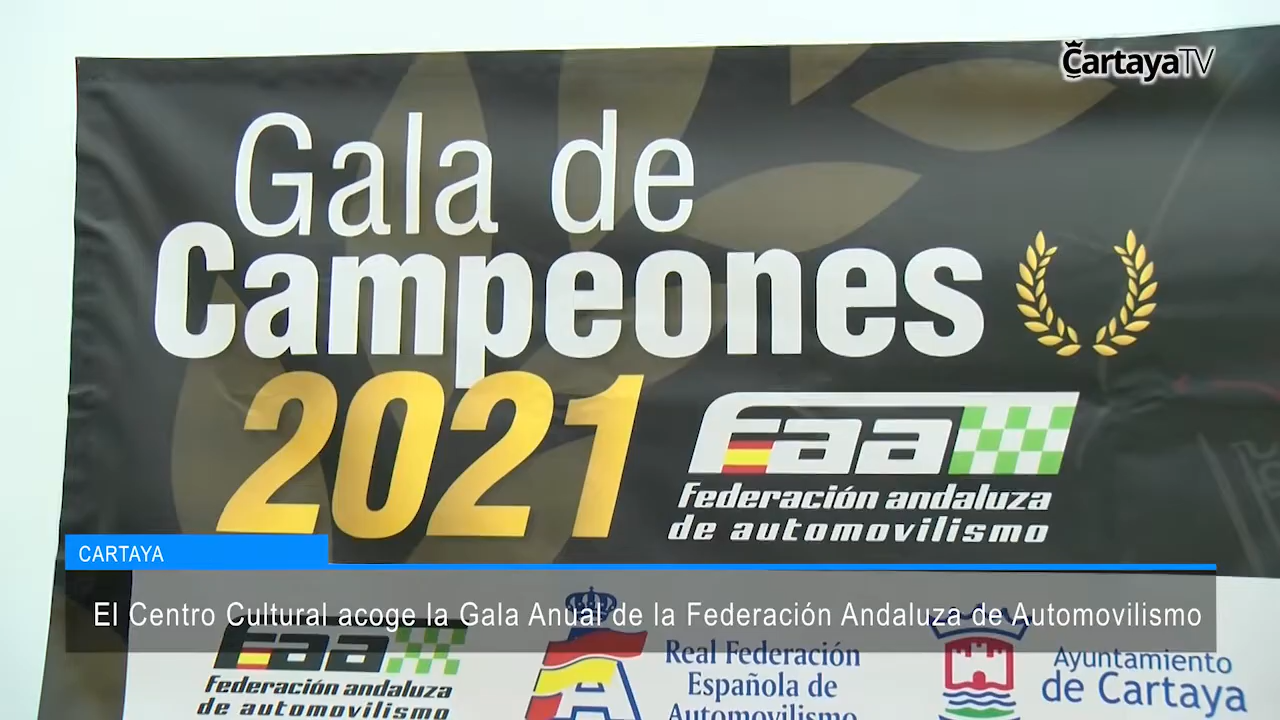 CartayaTV
Gala de
Campeones
2021
faa
Federación andaluza
de automovilismo
CARTAYA
El Centro Cultural acoge la Gala Anual de la Federación Andaluza de Automovilismo
faa
Federación andaluza
de automovilismo
Real Federación
Española de
Automovilismo
Ayuntamiento
de Cartaya